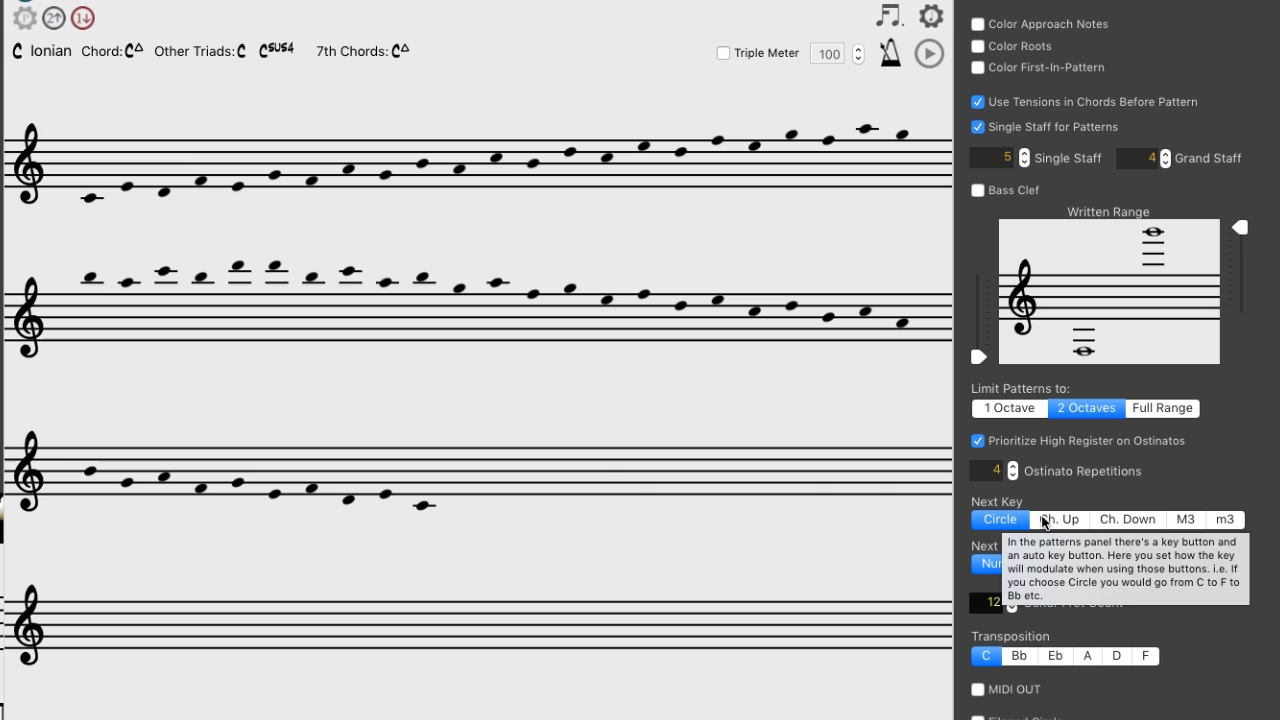 2 1
C Ionian Chord: C△ Other Triads: C Csus4 7th Chords: C△
Triple Meter 100
Color Approach Notes
Color Roots
Color First-In-Pattern
Use Tensions in Chords Before Pattern
Single Staff for Patterns
5 Single Staff 4 Grand Staff
Bass Clef
Written Range
Limit Patterns to:
1 Octave 2 Octaves Full Range
Prioritize High Register on Ostinatos
4 Ostinato Repetitions
Next Key
Circle Ch. Up Ch. Down M3 m3
Next
In the patterns panel there's a key button and
an auto key button. Here you set how the key
will modulate when using those buttons. i.e. If
you choose Circle you would go from C to F to
Bb etc.
12
Transposition
C Bb Eb A D F
MIDI OUT